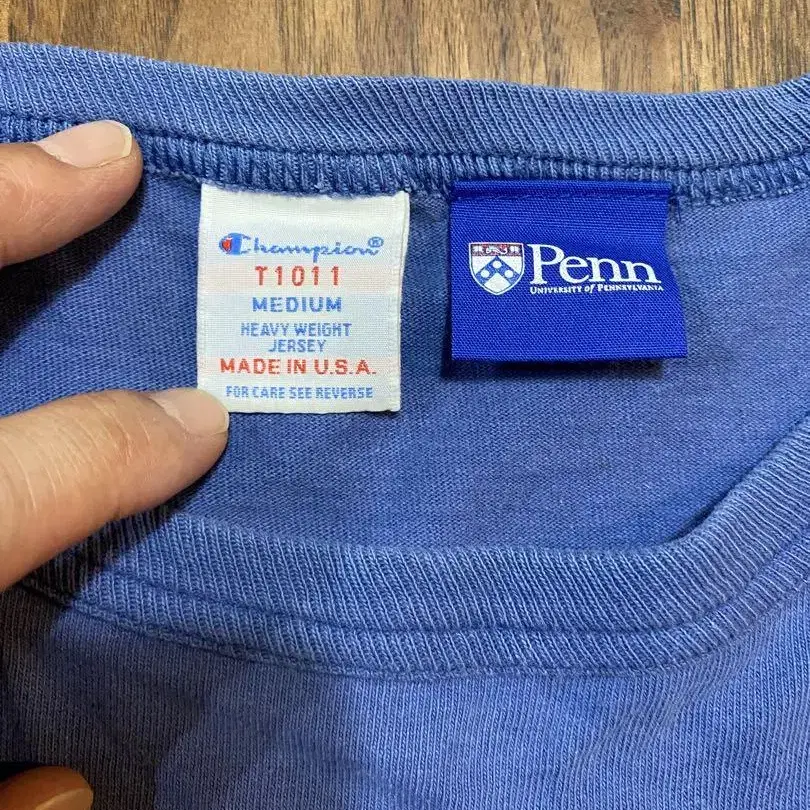 Champion®
T1011
MEDIUM
HEAVY WEIGHT
JERSEY
MADE IN U.S.A.
FOR CARE SEE REVERSE
Penn
UNIVERSITY of PENNSYLVANIA